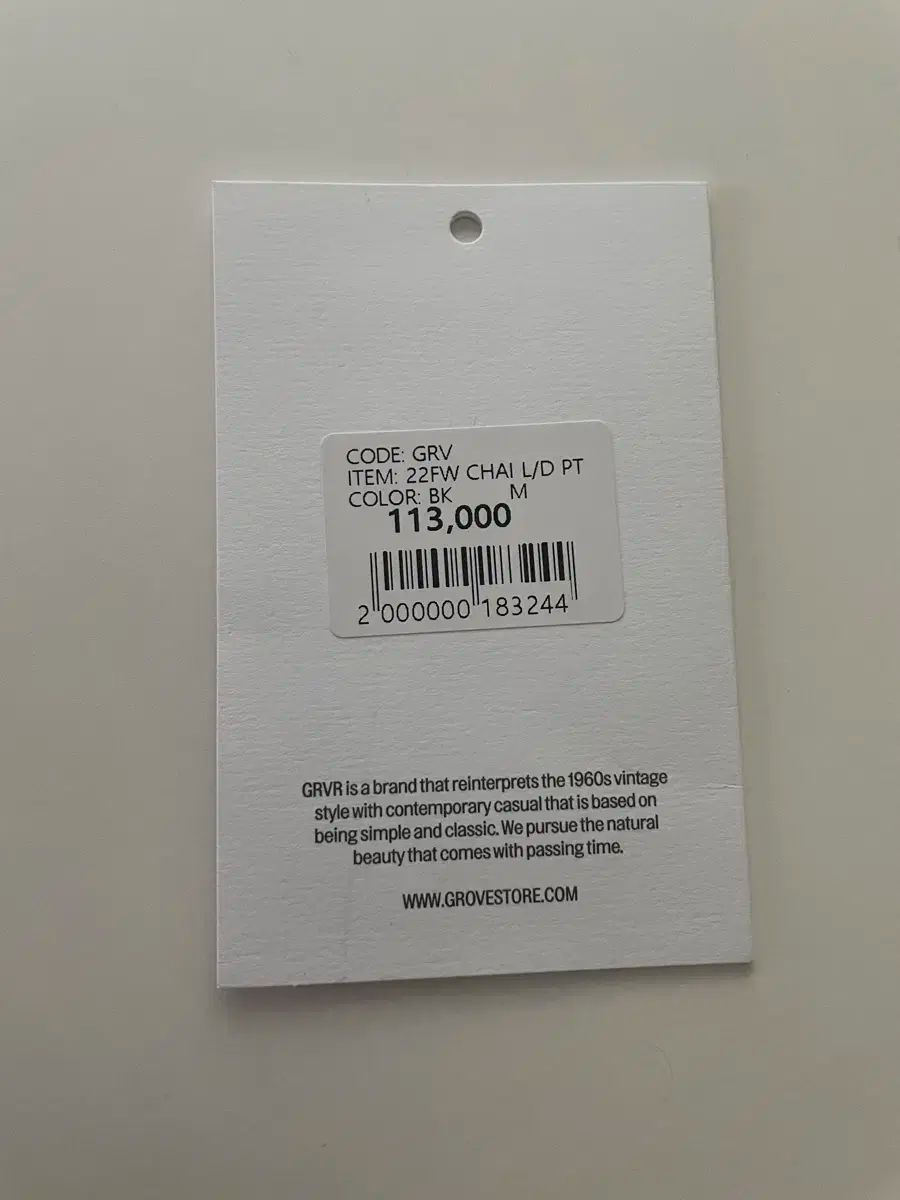 CODE: GRV
ITEM: 22FW CHAI L/D PT
COLOR: BK M
113,000
2 000000 183244
GRVR is a brand that reinterprets the 1960s vintage
style with contemporary casual that is based on
being simple and classic. We pursue the natural
beauty that comes with passing time.
WWW.GROVESTORE.COM